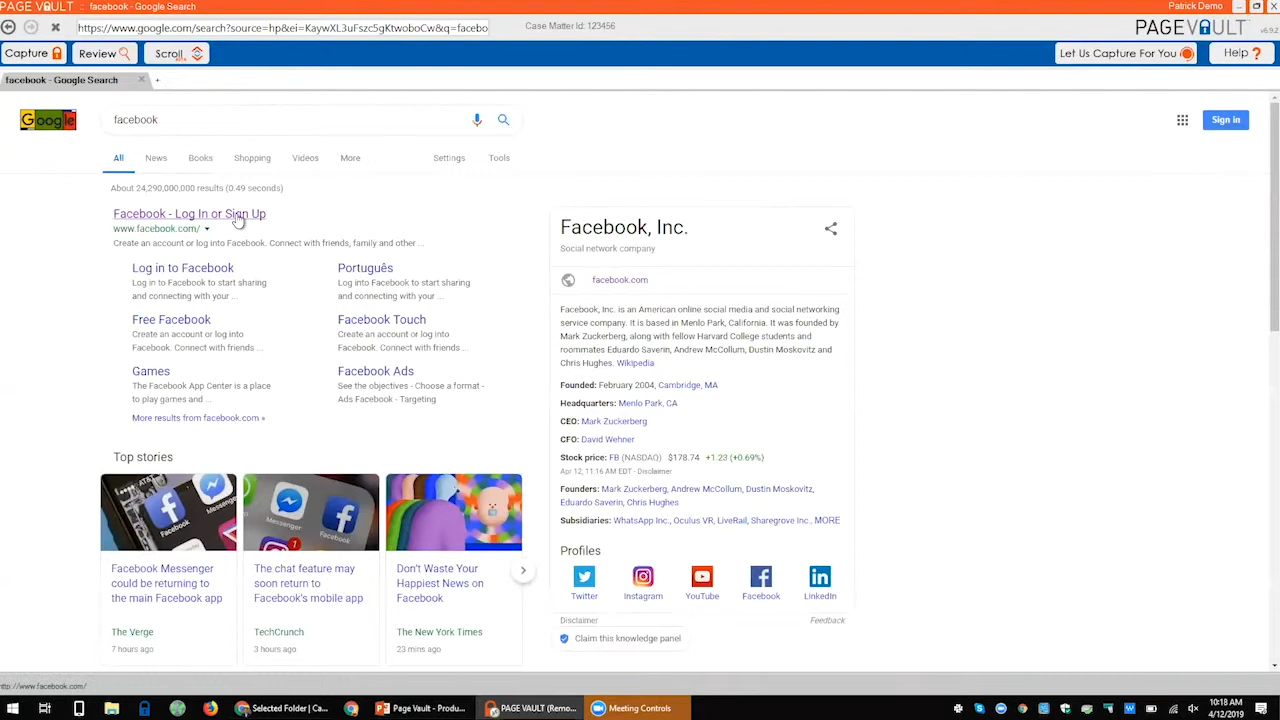 PAGE VAULT :: facebook - Google Search
Patrick Demo
https://www.google.com/search?source=hp&ei=KaywXL3uFszc5gKtwoboCw&q=facebo
Case Matter Id: 123456
PAGEVAULT
v6.9.2
Capture
Review
Scroll
Let Us Capture For You
Help ?
facebook - Google Search
Google
facebook
Sign in
All News Books Shopping Videos More Settings Tools
About 24,290,000,000 results (0.49 seconds)
Facebook - Log In or Sign Up
www.facebook.com/
Create an account or log into Facebook. Connect with friends, family and other ...
Log in to Facebook
Log in to Facebook to start sharing
and connecting with your ...
Português
Log into Facebook to start sharing
and connecting with your ...
Free Facebook
Create an account or log into
Facebook. Connect with friends ...
Facebook Touch
Create an account or log into
Facebook. Connect with friends ...
Games
The Facebook App Center is a place
to play games and ...
Facebook Ads
See the objectives - Choose a format -
Ads Facebook - Targeting
More results from facebook.com »
Top stories
Facebook Messenger
could be returning to
the main Facebook app
The Verge
7 hours ago
The chat feature may
soon return to
Facebook's mobile app
TechCrunch
3 hours ago
Don't Waste Your
Happiest News on
Facebook
The New York Times
23 mins ago
Facebook, Inc.
Social network company
facebook.com
Facebook, Inc. is an American online social media and social networking
service company. It is based in Menlo Park, California. It was founded by
Mark Zuckerberg, along with fellow Harvard College students and
roommates Eduardo Saverin, Andrew McCollum, Dustin Moskovitz and
Chris Hughes. Wikipedia
Founded: February 2004, Cambridge, MA
Headquarters: Menlo Park, CA
CEO: Mark Zuckerberg
CFO: David Wehner
Stock price: FB (NASDAQ) $178.74 +1.23 (+0.69%)
Apr 12, 11:16 AM EDT - Disclaimer
Founders: Mark Zuckerberg, Andrew McCollum, Dustin Moskovitz,
Eduardo Saverin, Chris Hughes
Subsidiaries: WhatsApp Inc., Oculus VR, LiveRail, Sharegrove Inc., MORE
Profiles
Twitter Instagram YouTube Facebook LinkedIn
Disclaimer
Feedback
Claim this knowledge panel
http://www.facebook.com/
Selected Folder | Ca...
Page Vault - Produ...
PAGE VAULT (Remo...
Meeting Controls
10:18 AM
4/12/2019